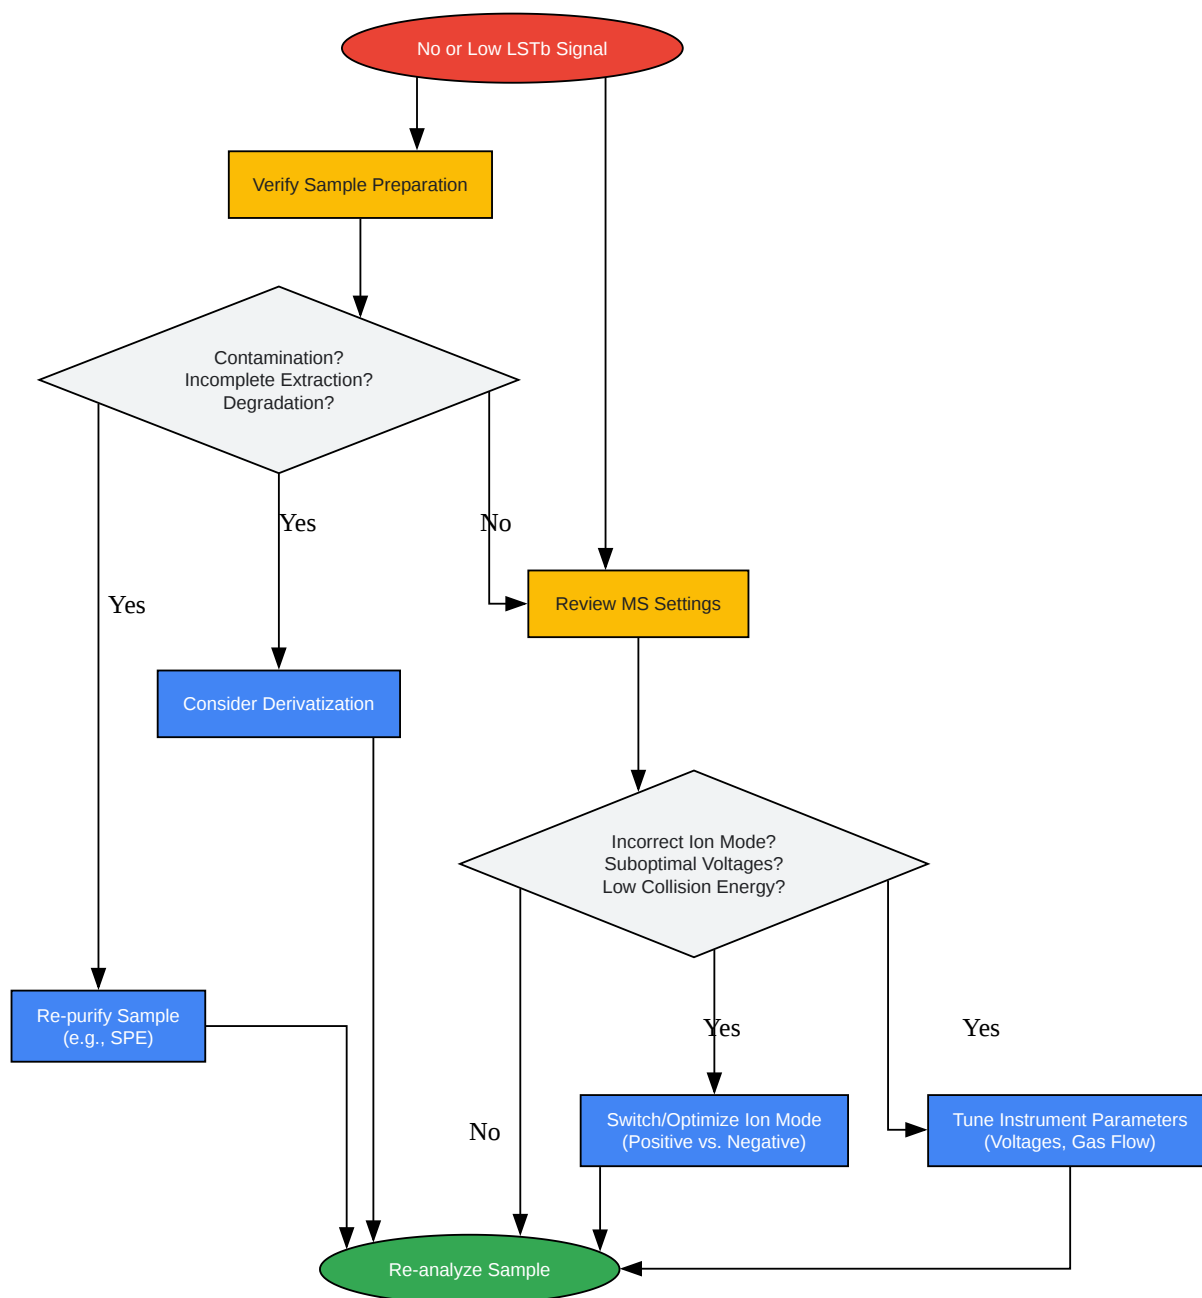 No or Low LSTb Signal
Verify Sample Preparation
Contamination?
Incomplete Extraction?
Degradation?
Yes
No
Yes
Review MS Settings
Consider Derivatization
Incorrect Ion Mode?
Suboptimal Voltages?
Low Collision Energy?
Re-purify Sample
(e.g., SPE)
Yes
Yes
No
Switch/Optimize Ion Mode
(Positive vs. Negative)
Tune Instrument Parameters
(Voltages, Gas Flow)
Re-analyze Sample